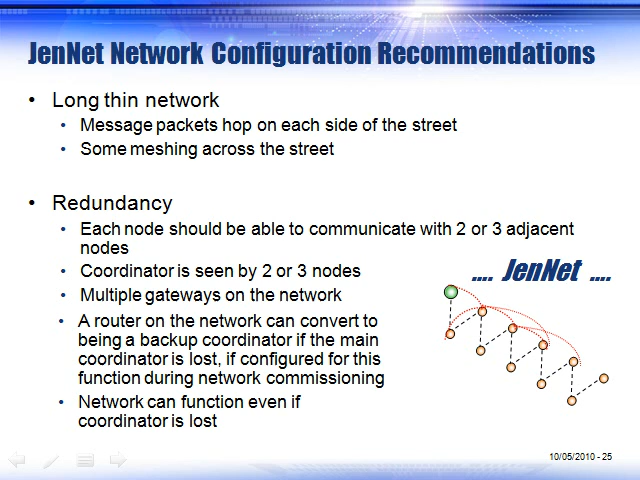 JenNet Network Configuration Recommendations
• Long thin network
• Message packets hop on each side of the street
• Some meshing across the street
• Redundancy
• Each node should be able to communicate with 2 or 3 adjacent
nodes
• Coordinator is seen by 2 or 3 nodes
• Multiple gateways on the network
• A router on the network can convert to
being a backup coordinator if the main
coordinator is lost, if configured for this
function during network commissioning
• Network can function even if
coordinator is lost
.... JenNet ....
10/05/2010 - 25